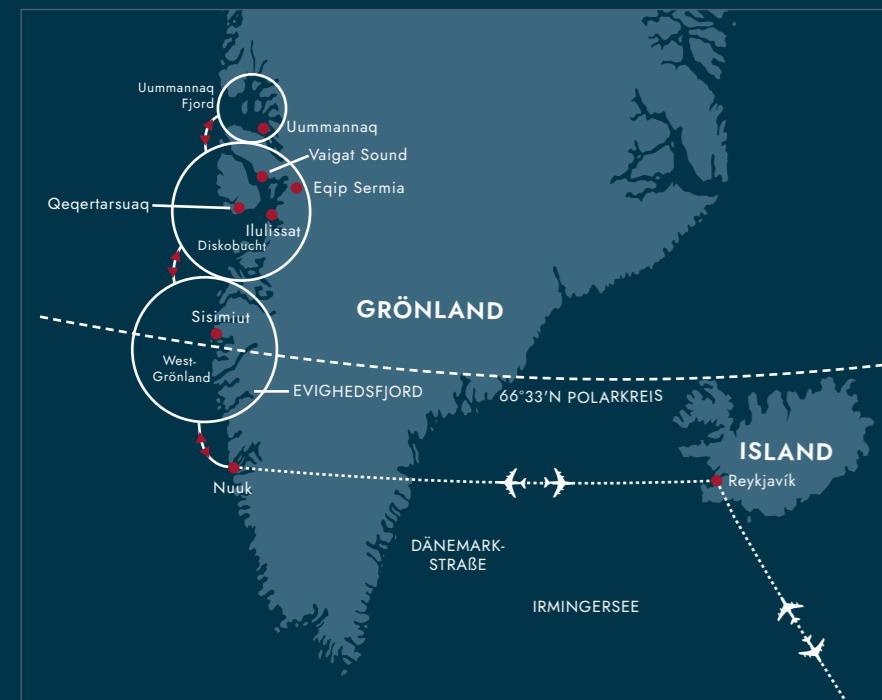 Uummannaq
Fjord
Uummannaq
Vaigat Sound
Eqip Sermia
Qeqertarsuaq
Ilulissat
Diskobucht
GRÖNLAND
Sisimiut
West-
Grönland
EVIGHEDSFJORD
66°33'N POLARKREIS
ISLAND
Reykjavík
Nuuk
DÄNEMARK-
STRAßE
IRMINGERSEE